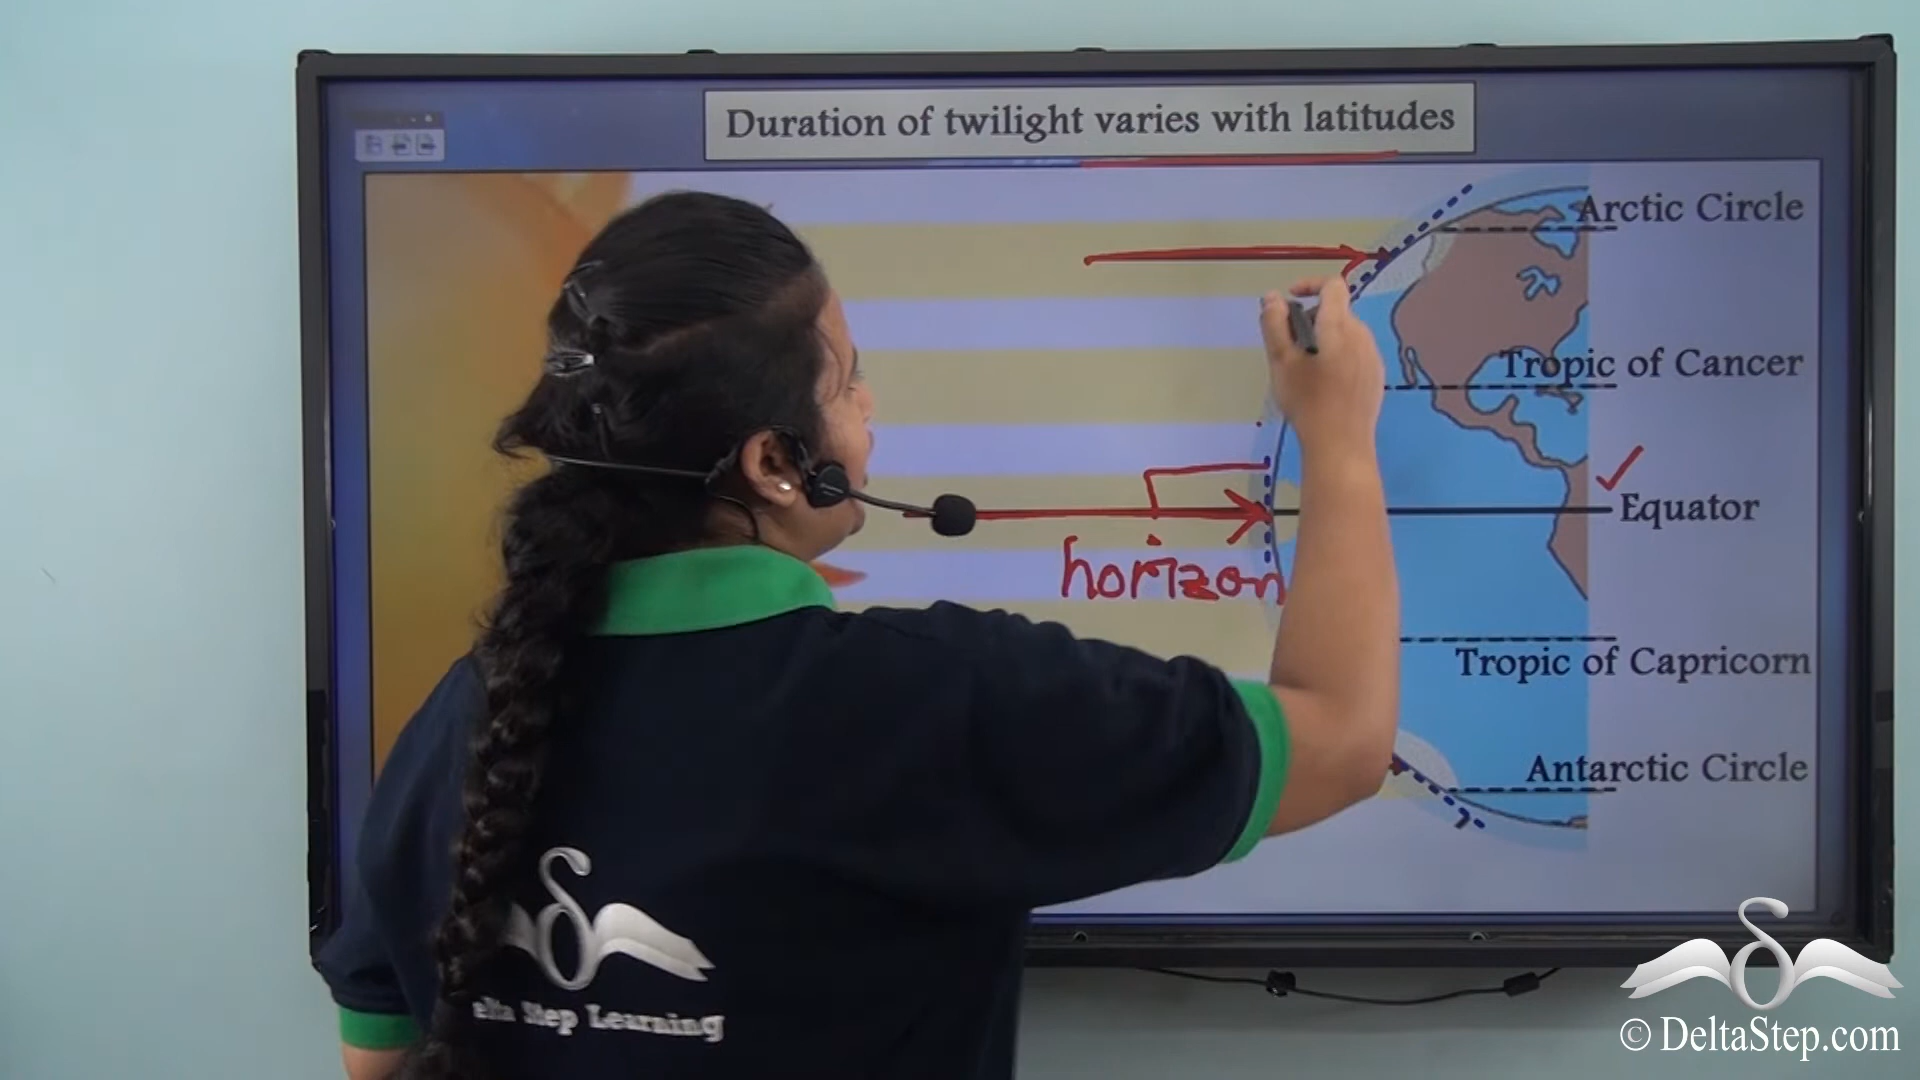 Duration of twilight varies with latitudes
Arctic Circle
Tropic of Cancer
Equator
horizon
Tropic of Capricorn
Antarctic Circle
elta Step Learning
© DeltaStep.com